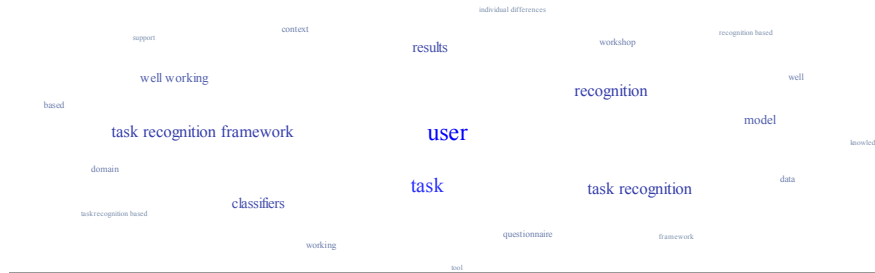 individual differences
context
recognition based
support
workshop
results
well working
well
recognition
based
model
task recognition framework
user
knowled
domain
data
task
task recognition
classifiers
task recognition based
questionnaire
framework
working
tool